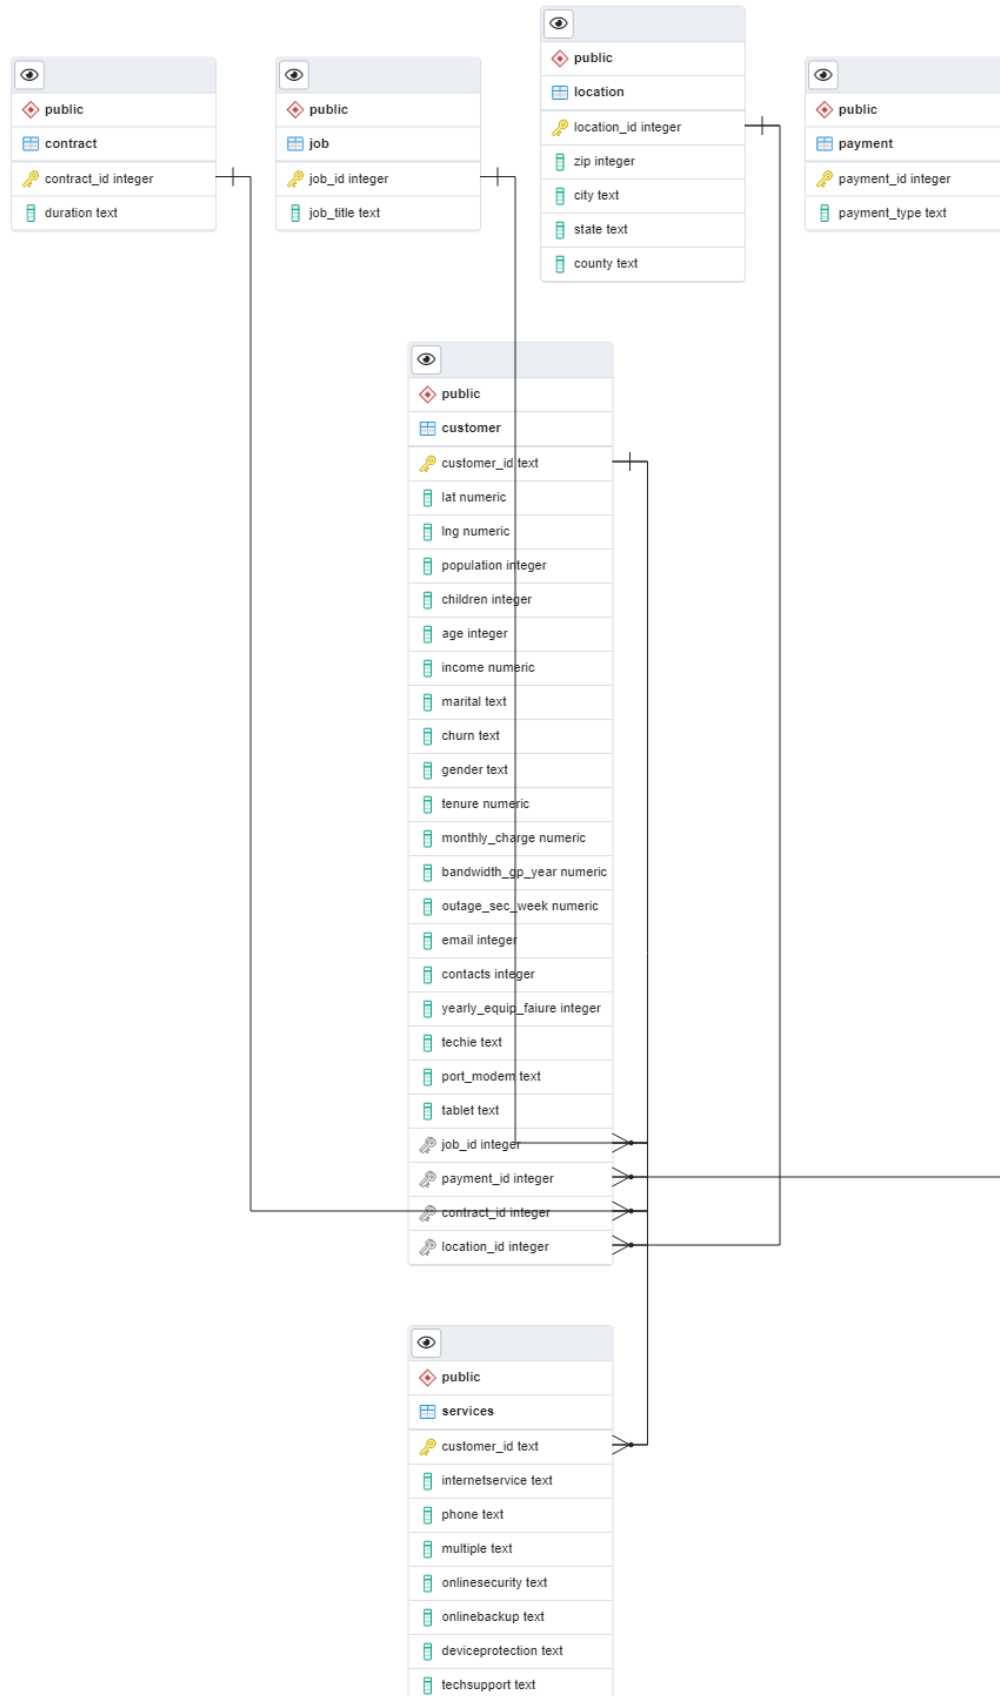 public
contract
contract_id integer
duration text
public
job
job_id integer
job_title text
public
location
location_id integer
zip integer
city text
state text
county text
public
payment
payment_id integer
payment_type text
public
customer
customer_id text
lat numeric
lng numeric
population integer
children integer
age integer
income numeric
marital text
churn text
gender text
tenure numeric
monthly_charge numeric
bandwidth_gp_year numeric
outage_sec_week numeric
email integer
contacts integer
yearly_equip_faiure integer
techie text
port_modem text
tablet text
job_id integer
payment_id integer
contract_id integer
location_id integer
public
services
customer_id text
internetservice text
phone text
multiple text
onlinesecurity text
onlinebackup text
deviceprotection text
techsupport text